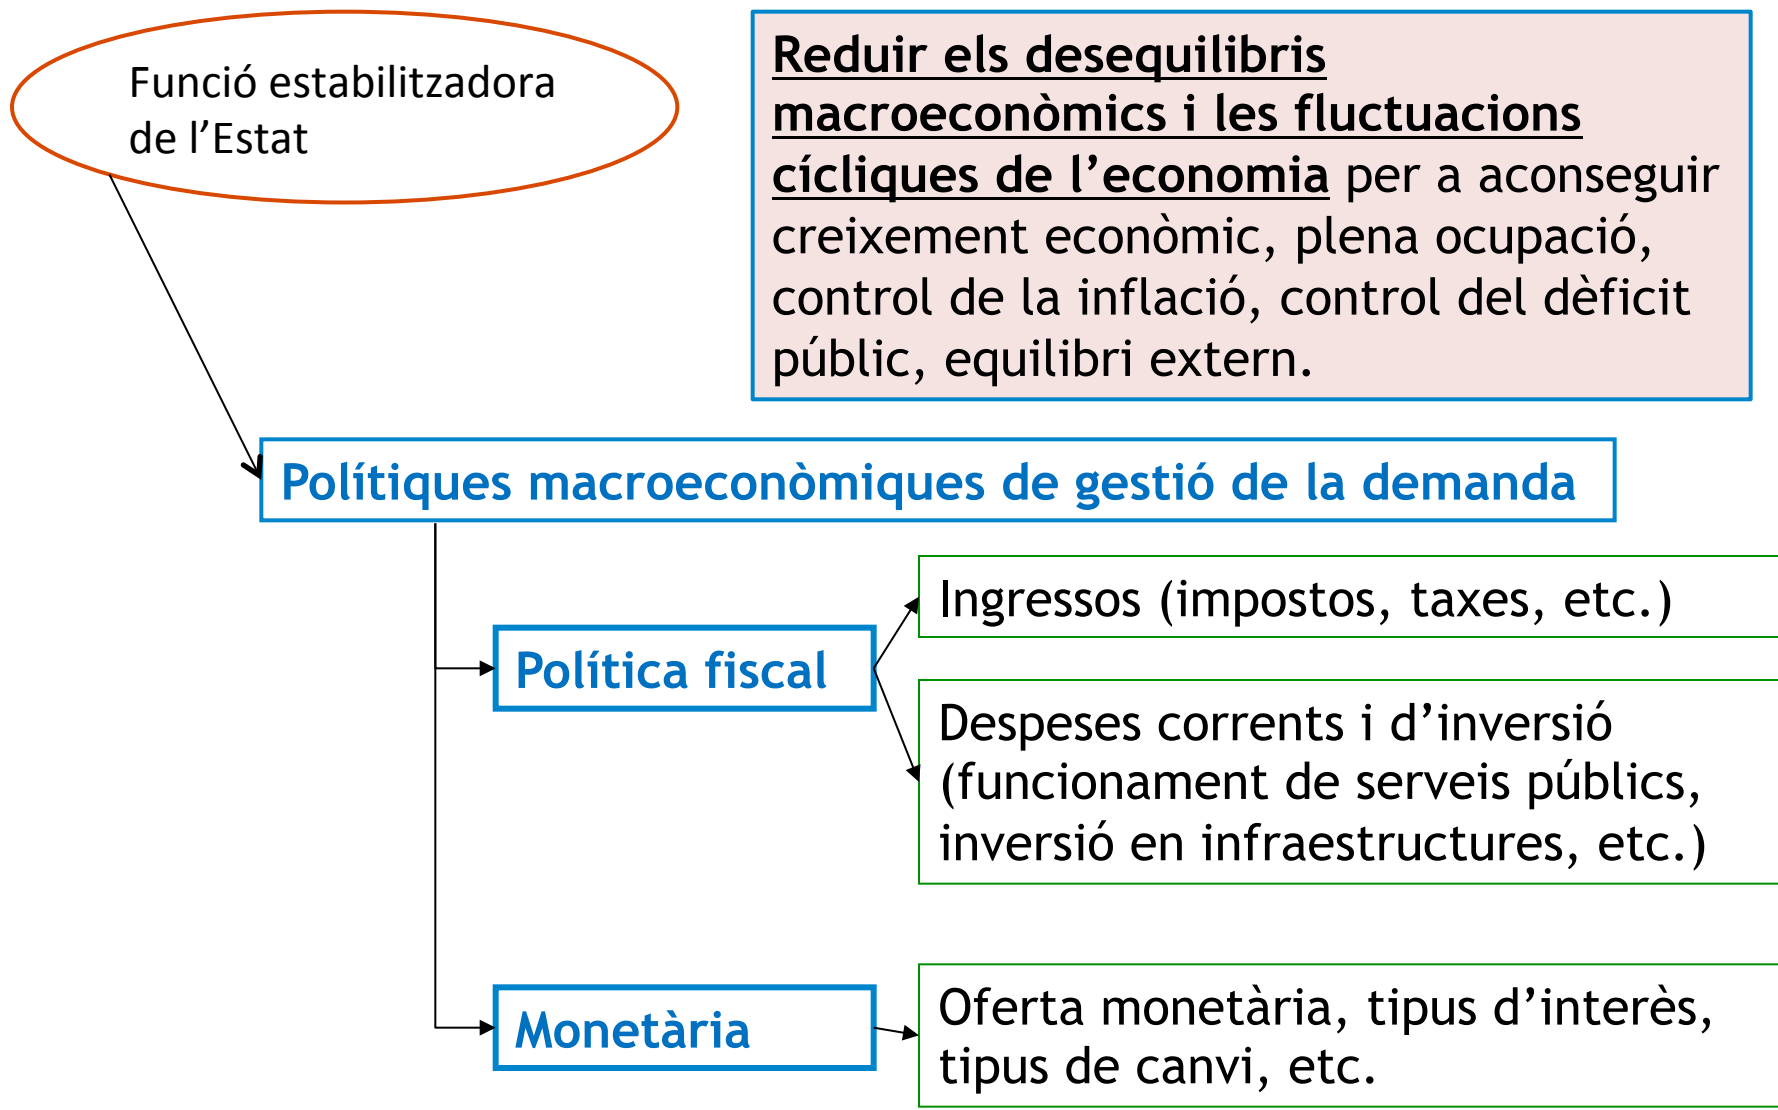 Funció estabilitzadora
de l’Estat
Reduir els desequilibris
macroeconòmics i les fluctuacions
cícliques de l’economia per a aconseguir
creixement econòmic, plena ocupació,
control de la inflació, control del dèficit
públic, equilibri extern.
Polítiques macroeconòmiques de gestió de la demanda
Ingressos (impostos, taxes, etc.)
Política fiscal
Despeses corrents i d’inversió
(funcionament de serveis públics,
inversió en infraestructures, etc.)
Monetària
Oferta monetària, tipus d’interès,
tipus de canvi, etc.